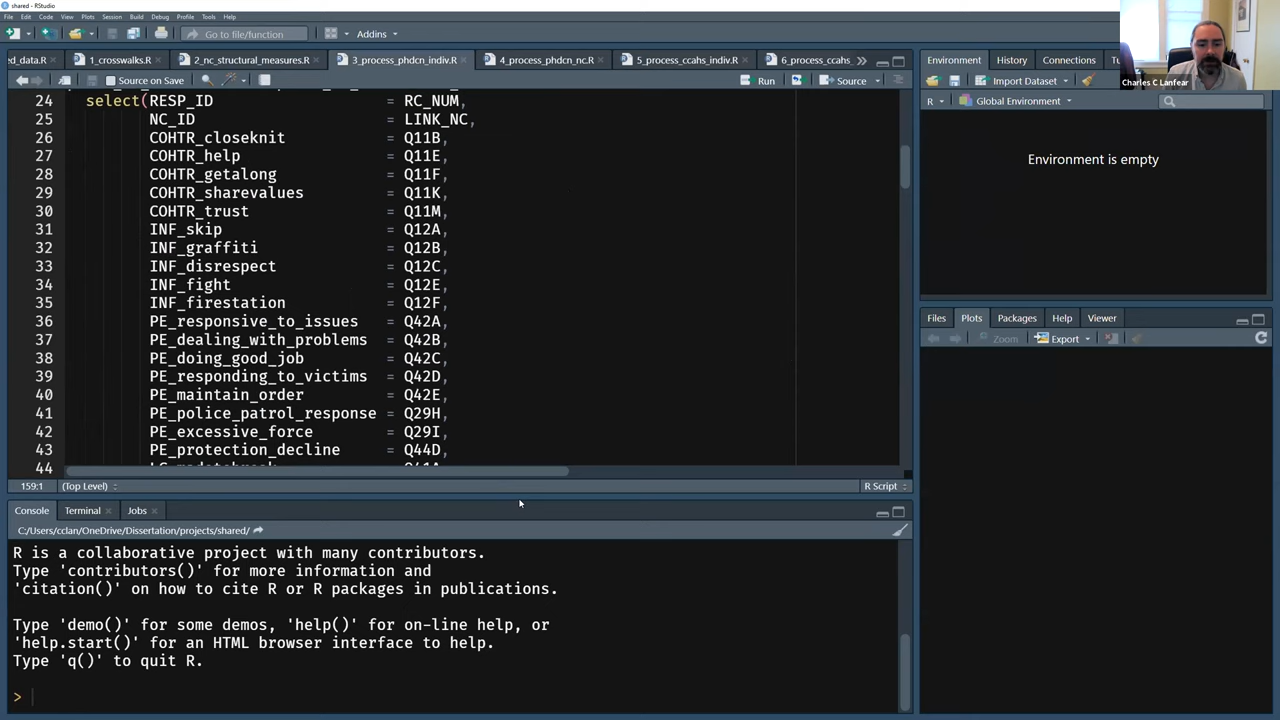 shared - RStudio
File Edit Code View Plots Session Build Debug Profile Tools Help
Go to file/function Addins
ed_data.R 1_crosswalks.R 2_nc_structural_measures.R 3_process_phdcn_indiv.R 4_process_phdcn_nc.R 5_process_ccahs_indiv.R 6_process_ccahs
Source on Save Run Source
24 select(RESP_ID = RC_NUM,
25 NC_ID = LINK_NC,
26 COHTR_closeknit = Q11B,
27 COHTR_help = Q11E,
28 COHTR_getalong = Q11F,
29 COHTR_sharevalues = Q11K,
30 COHTR_trust = Q11M,
31 INF_skip = Q12A,
32 INF_graffiti = Q12B,
33 INF_disrespect = Q12C,
34 INF_fight = Q12E,
35 INF_firestation = Q12F,
36 PE_responsive_to_issues = Q42A,
37 PE_dealing_with_problems = Q42B,
38 PE_doing_good_job = Q42C,
39 PE_responding_to_victims = Q42D,
40 PE_maintain_order = Q42E,
41 PE_police_patrol_response = Q29H,
42 PE_excessive_force = Q29I,
43 PE_protection_decline = Q44D,
44
159:1 (Top Level) R Script
Console Terminal Jobs
C:/Users/cclan/OneDrive/Dissertation/projects/shared/
R is a collaborative project with many contributors.
Type 'contributors()' for more information and
'citation()' on how to cite R or R packages in publications.
Type 'demo()' for some demos, 'help()' for on-line help, or
'help.start()' for an HTML browser interface to help.
Type 'q()' to quit R.
>
Charles C Lanfear
Environment History Connections Tu
Import Dataset
R Global Environment
Environment is empty
Files Plots Packages Help Viewer
Zoom Export